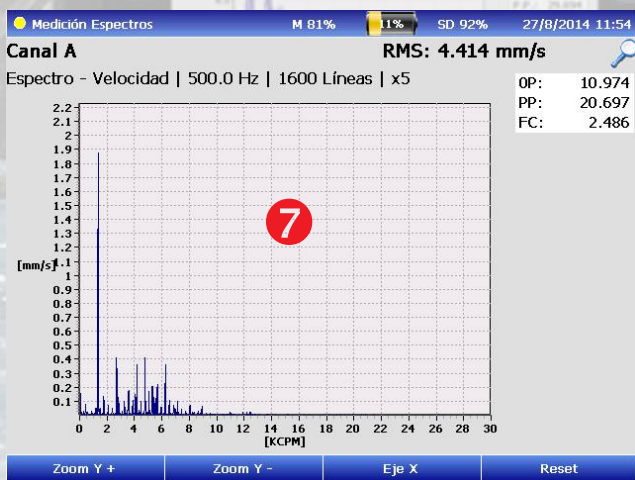 Medición Espectros M 81% 11% SD 92% 27/8/2014 11:54
Canal A RMS: 4.414 mm/s
Espectro - Velocidad | 500.0 Hz | 1600 Líneas | x5
0P: 10.974
PP: 20.697
FC: 2.486
2.2
2.1
2
1.9
1.8
1.7
1.6
1.5
1.4
1.3
1.2
[mm/s] 1.1
1
0.9
0.8
0.7
0.6
0.5
0.4
0.3
0.2
0.1
7
0 2 4 6 8 10 12 14 16 18 20 22 24 26 28 30
[KCPM]
Zoom Y + Zoom Y - Eje X Reset